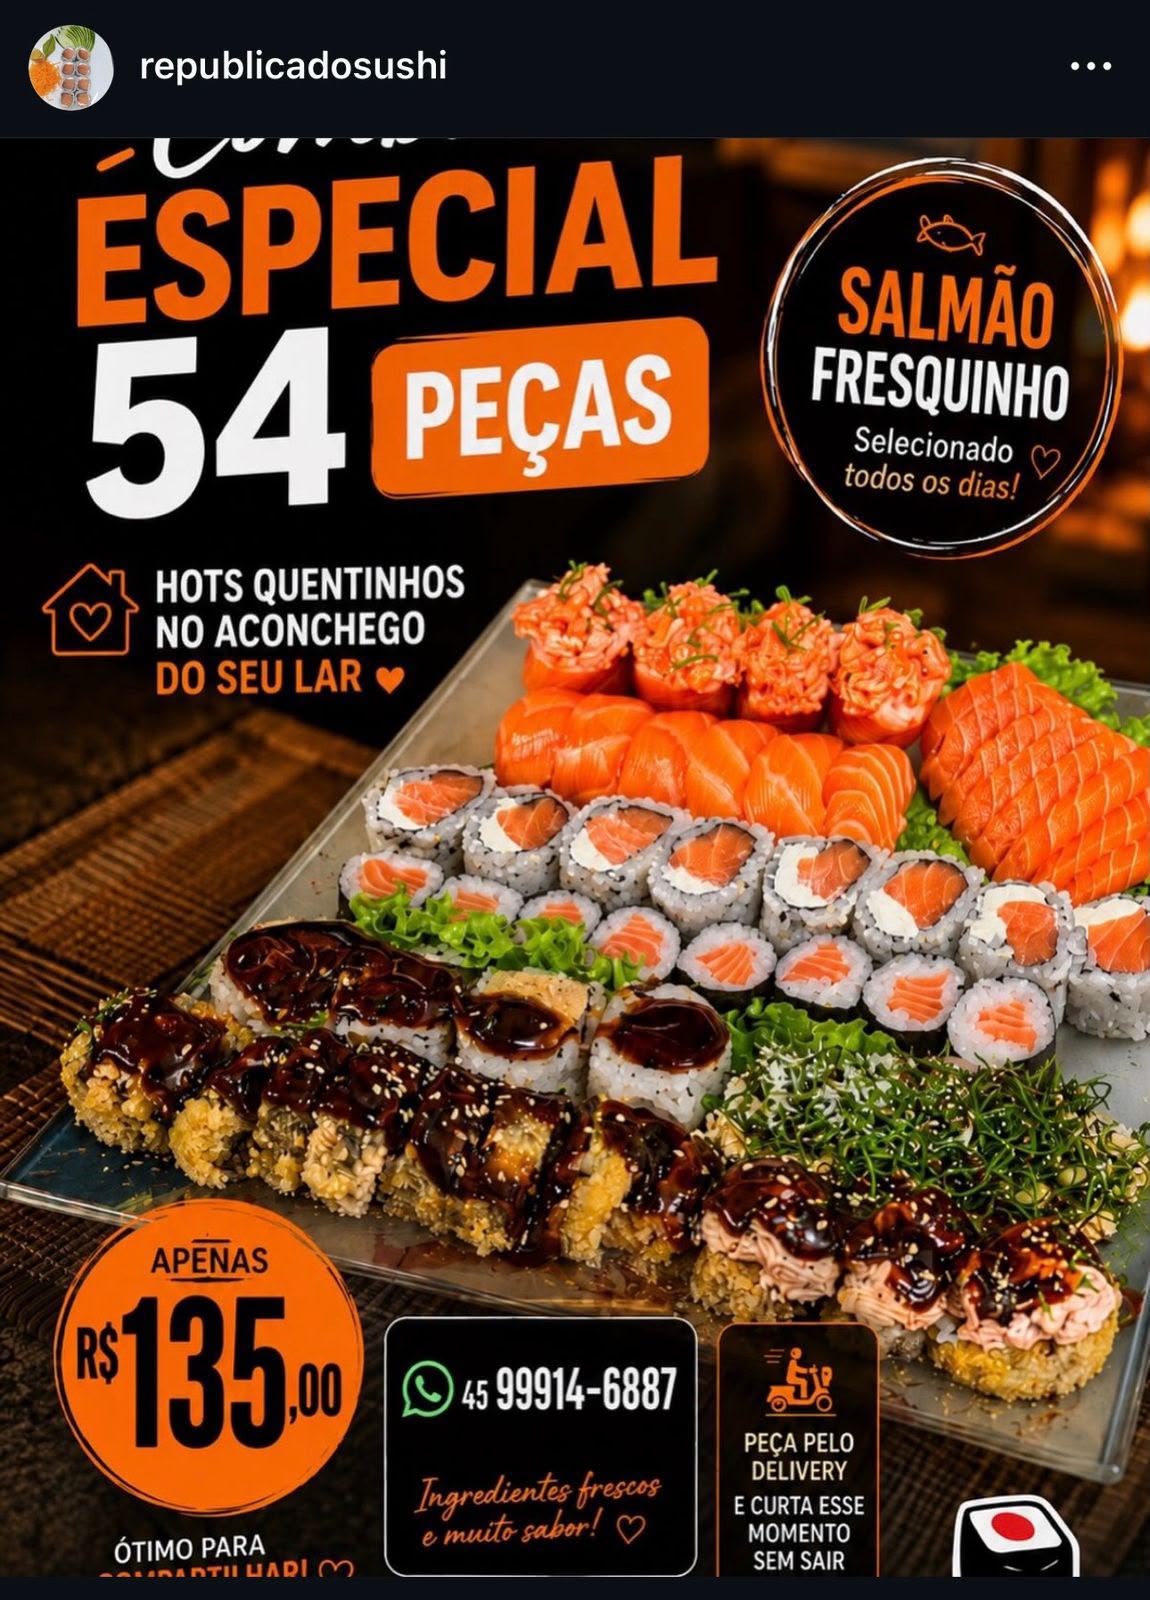 republicadosushi
ESPECIAL
54 PEÇAS
SALMÃO
FRESQUINHO
Selecionado
todos os dias!
HOTS QUENTINHOS
NO ACONCHEGO
DO SEU LAR
APENAS
R$135,00
ÓTIMO PARA
COMPARTILHAR!
45 99914-6887
Ingredientes frescos
e muito sabor!
PEÇA PELO
DELIVERY
E CURTA ESSE
MOMENTO
SEM SAIR